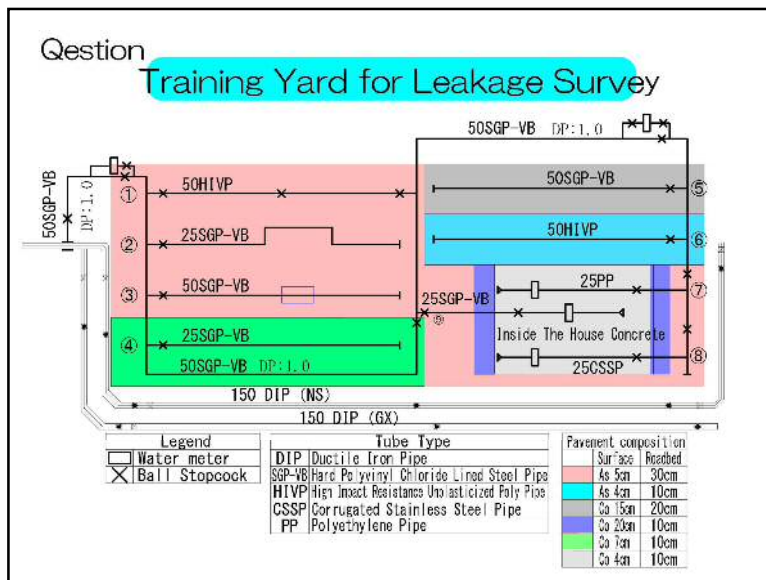 Qestion
Training Yard for Leakage Survey
50SGP-VB DP:1.0
50SGP-VB
DP:1.0
① 50HIVP
50SGP-VB ⑤
② 25SGP-VB
50HIVP ⑥
③ 50SGP-VB
25PP ⑦
25SGP-VB
⑨
Inside The House Concrete
④ 25SGP-VB
25CSSP ⑧
50SGP-VB DP:1.0
150 DIP (NS)
150 DIP (GX)
Legend
Water meter
Ball Stopcock
Tube Type
DIP Ductile Iron Pipe
SGP-VB Hard Polyvinyl Chloride Lined Steel Pipe
HIVP High Impact Resistance Unplasticized Poly Pipe
CSSP Corrugated Stainless Steel Pipe
PP Polyethylene Pipe
Pavement composition
Surface Roadbed
As 5cm 30cm
As 4cm 10cm
Co 15cm 20cm
Co 20cm 10cm
Co 7cm 10cm
Co 4cm 10cm